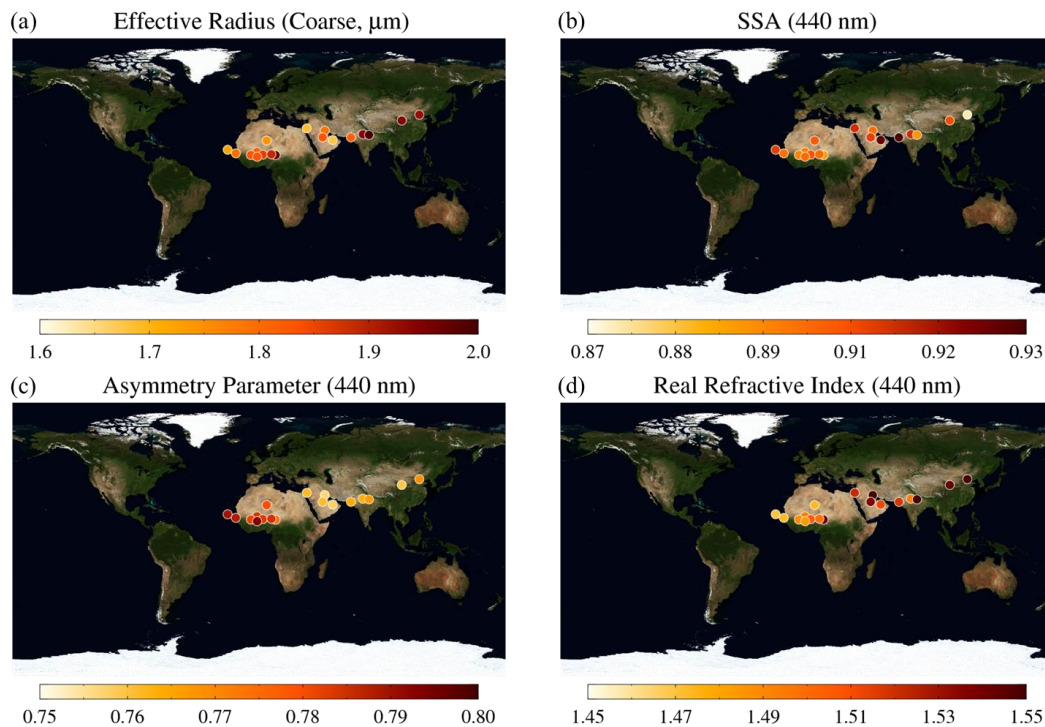 (a) Effective Radius (Coarse, μm)
(b) SSA (440 nm)
1.6 1.7 1.8 1.9 2.0
0.87 0.88 0.89 0.91 0.92 0.93
(c) Asymmetry Parameter (440 nm)
(d) Real Refractive Index (440 nm)
0.75 0.76 0.77 0.78 0.79 0.80
1.45 1.47 1.49 1.51 1.53 1.55